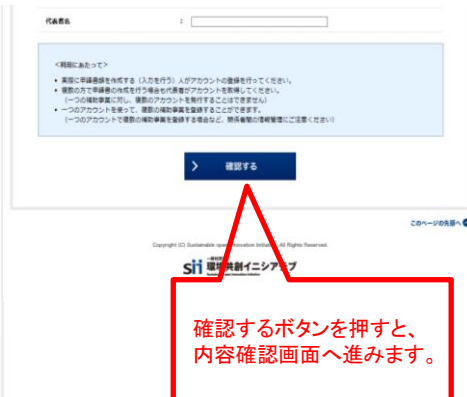 代表者名 :
<利用にあたって>
• 実際に申請書類を作成する（入力を行う）人がアカウントの登録を行ってください。
• 複数の方で申請書の作成を行う場合も代表者がアカウントを取得してください。
（一つの補助事業に対し、複数のアカウントを発行することはできません）
• 一つのアカウントを使って、複数の補助事業を登録することができます。
（一つのアカウントで複数の補助事業を登録する場合など、関係者間の情報管理にご注意ください）
> 確認する
このページの先頭へ
Copyright (C) Sustainable open Innovation Initiative All Rights Reserved.
sii 環境共創イニシアチブ
確認するボタンを押すと、
内容確認画面へ進みます。